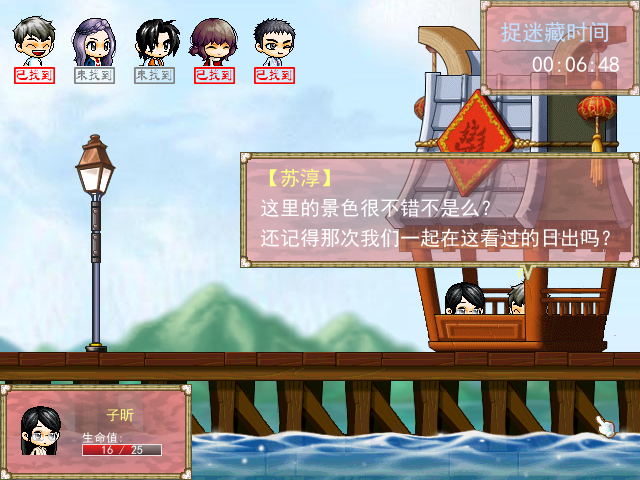 捉迷藏时间
00:06:48
已找到
未找到
未找到
已找到
已找到
【苏淳】
这里的景色很不错不是么？
还记得那次我们一起在这看过的日出吗？
子昕
生命值:
16 / 25